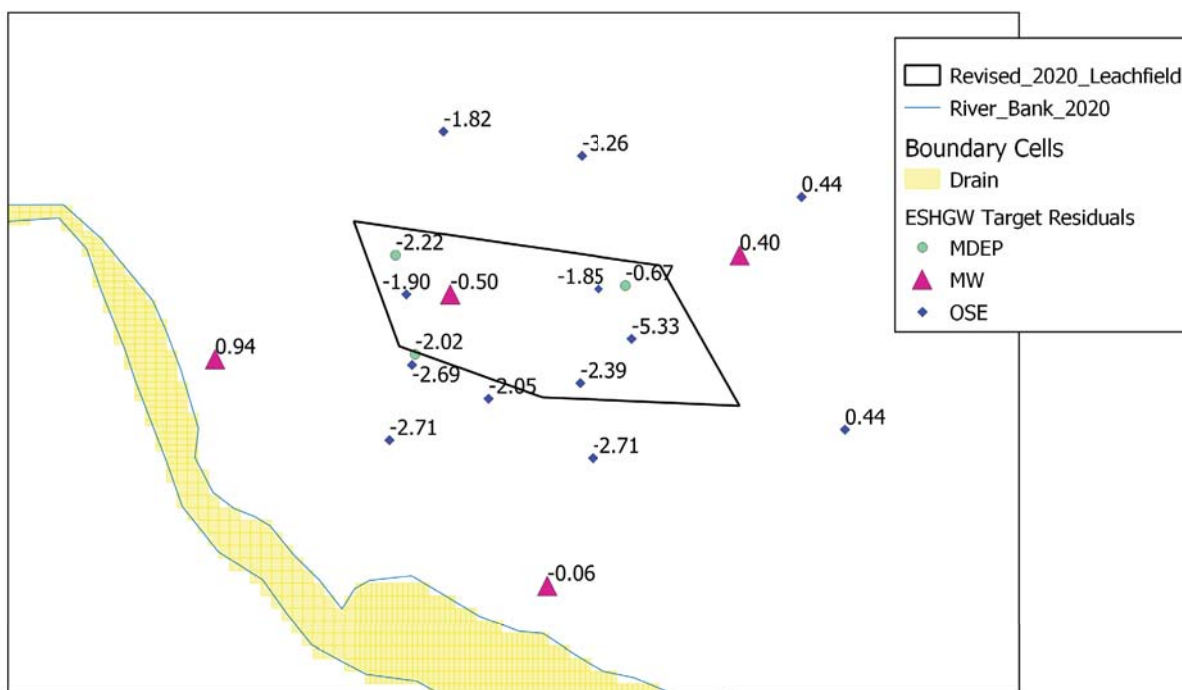 -1.82
-3.26
0.44
-2.22
0.40
-1.90
-0.50
-1.85
-0.67
-5.33
0.94
-2.02
-2.69
-2.39
-2.05
-2.71
-2.71
0.44
-0.06
Revised_2020_Leachfield
River_Bank_2020
Boundary Cells
Drain
ESHGW Target Residuals
MDEP
MW
OSE